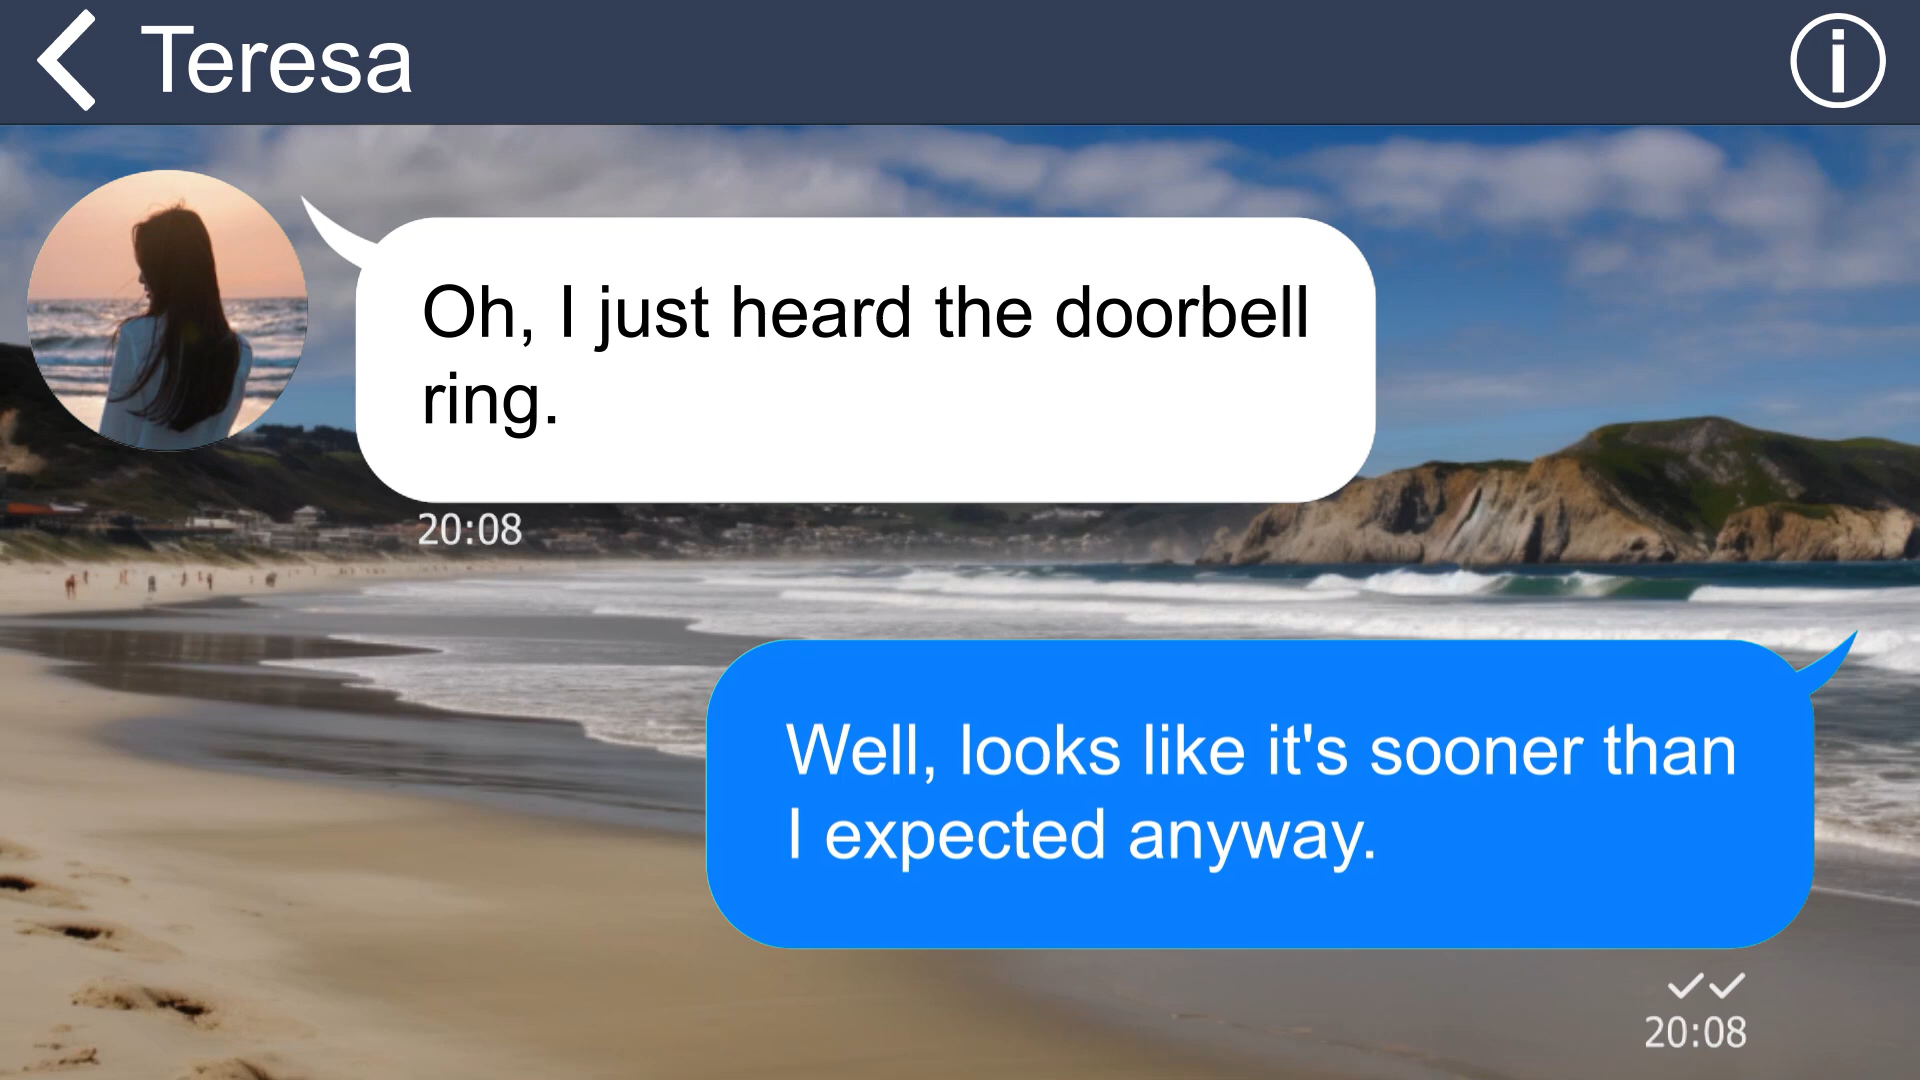 Teresa
Oh, I just heard the doorbell
ring.
20:08
Well, looks like it's sooner than
I expected anyway.
20:08